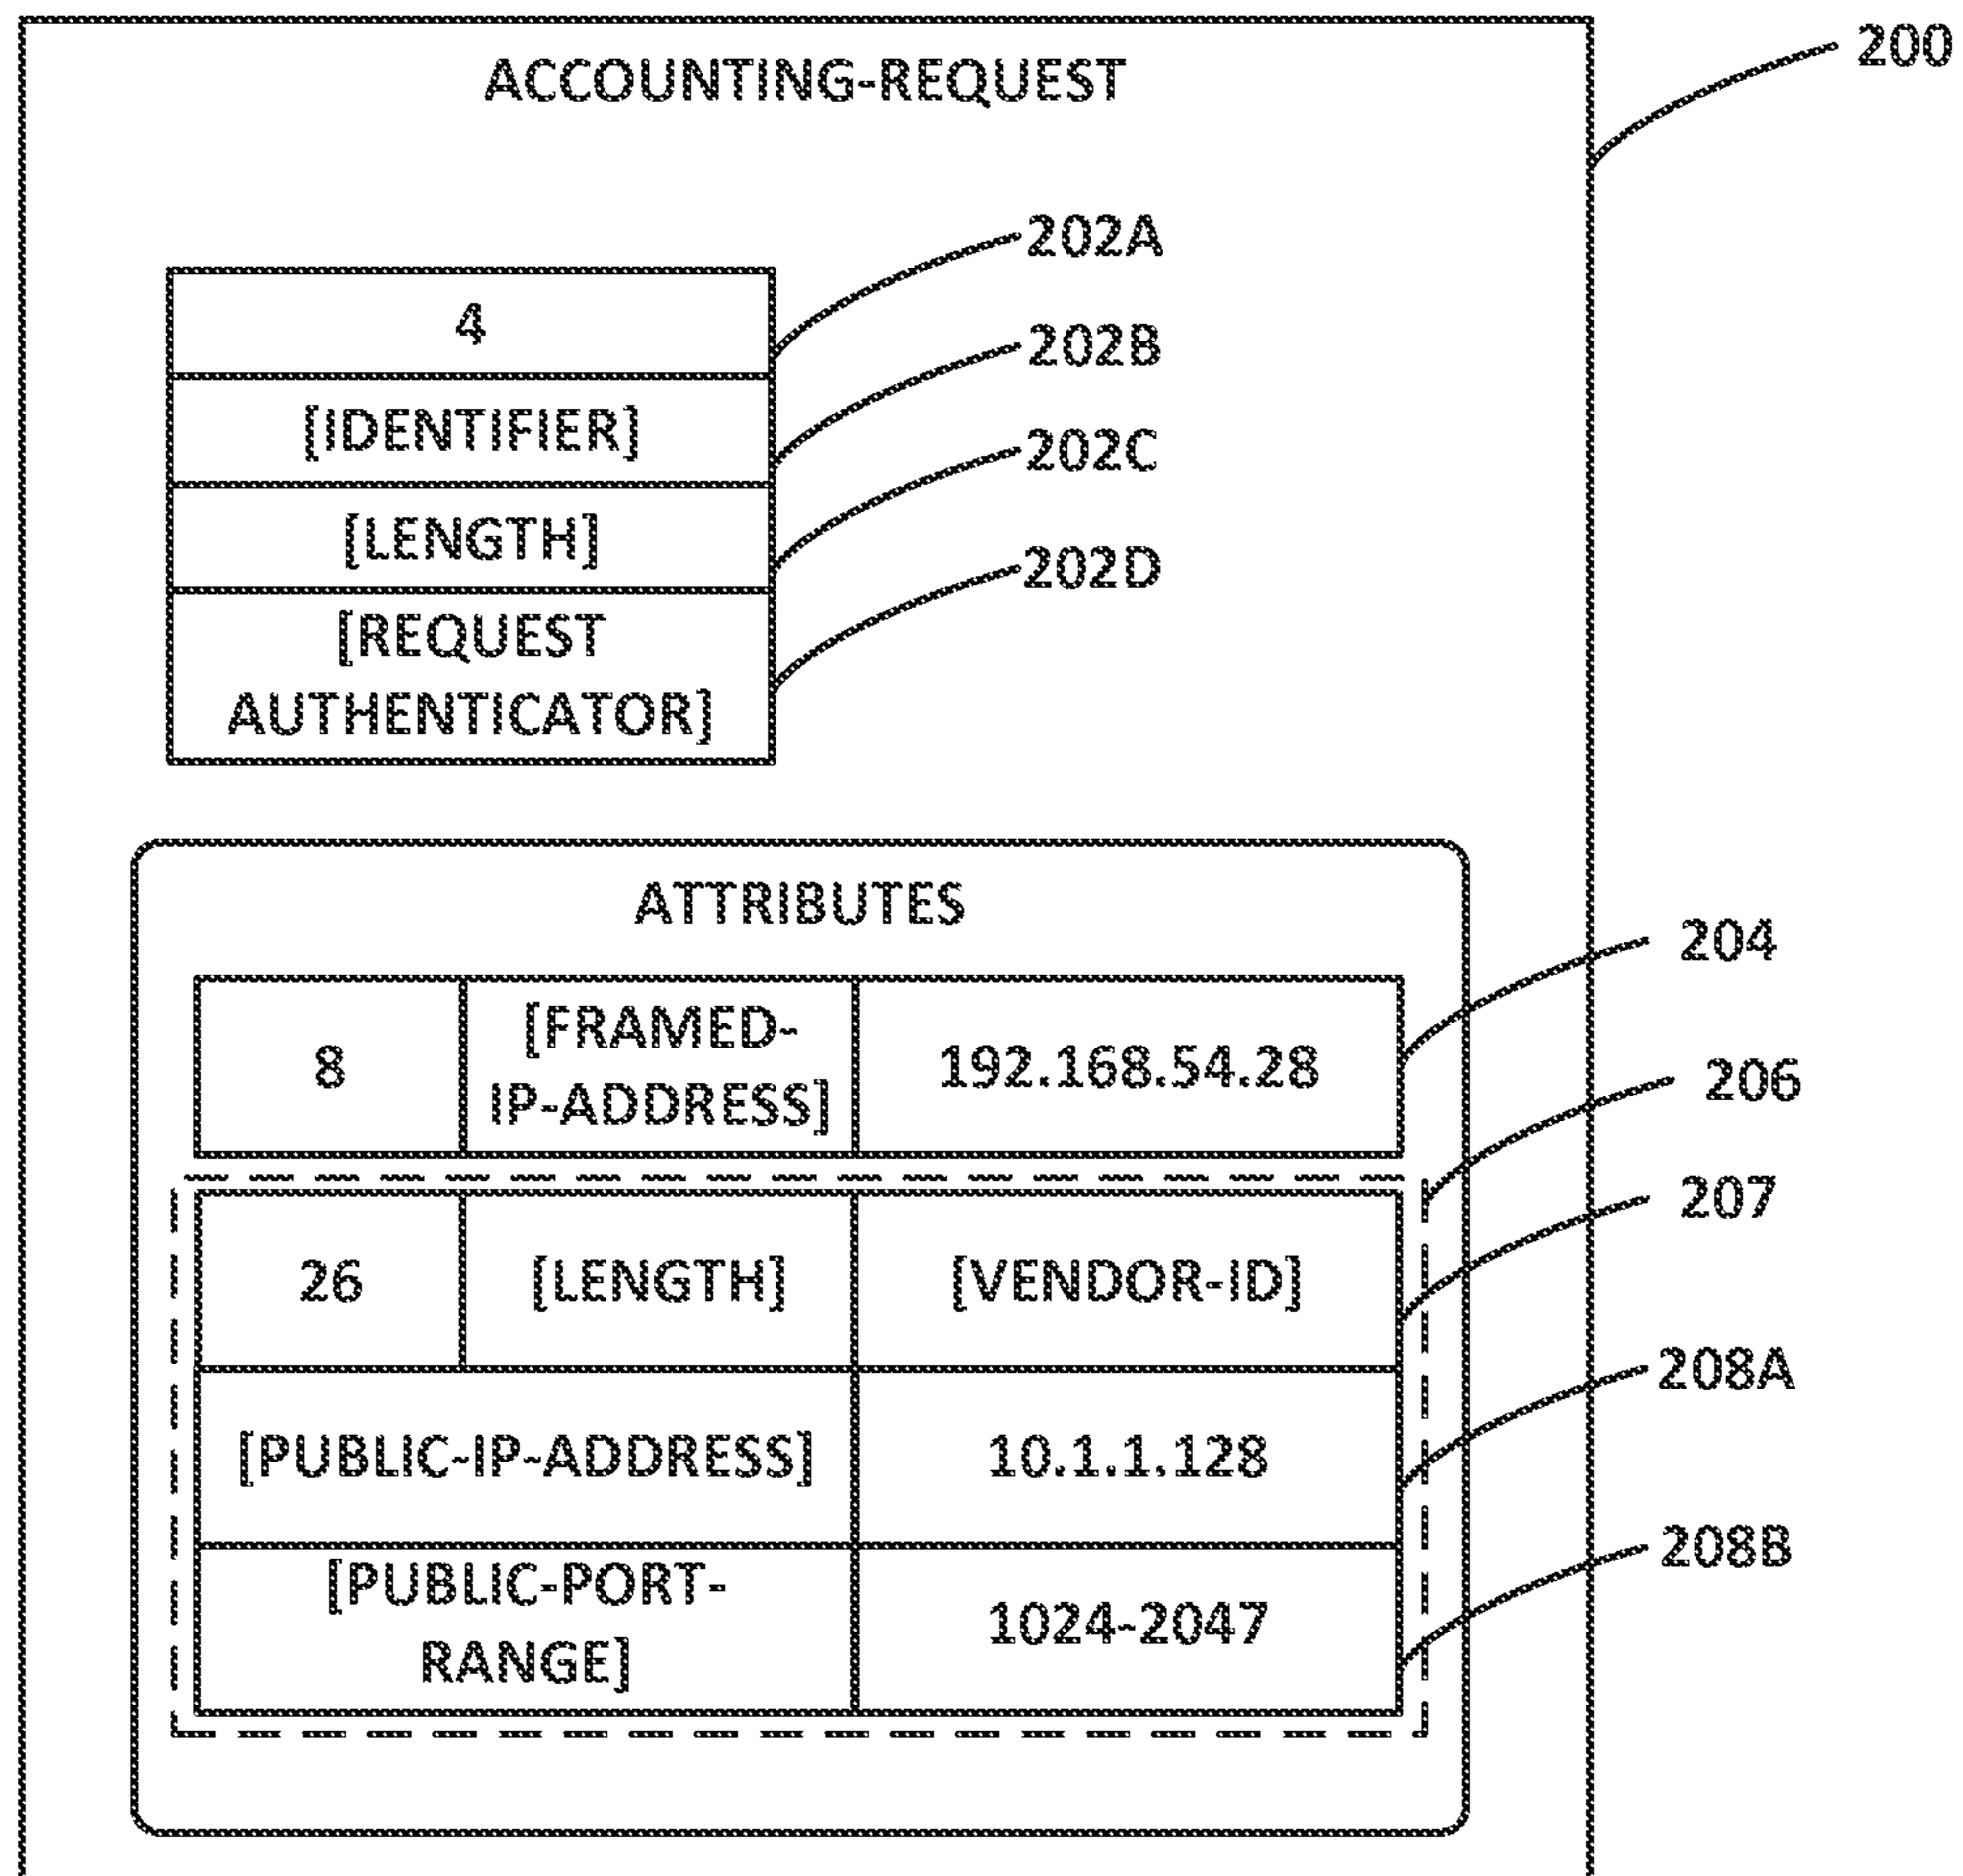 ACCOUNTING-REQUEST
200
202A
4
202B
[IDENTIFIER]
202C
[LENGTH]
202D
[REQUEST
AUTHENTICATOR]
ATTRIBUTES
204
8
[FRAMED-
IP-ADDRESS]
192.168.54.28
206
207
26
[LENGTH]
[VENDOR-ID]
208A
[PUBLIC-IP-ADDRESS]
10.1.1.128
208B
[PUBLIC-PORT-
RANGE]
1024-2047